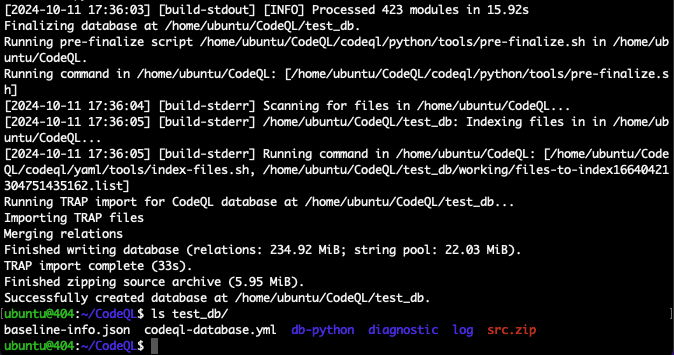 [2024-10-11 17:36:03] [build-stdout] [INFO] Processed 423 modules in 15.92s
Finalizing database at /home/ubuntu/CodeQL/test_db.
Running pre-finalize script /home/ubuntu/CodeQL/codeql/python/tools/pre-finalize.sh in /home/ub
untu/CodeQL.
Running command in /home/ubuntu/CodeQL: [/home/ubuntu/CodeQL/codeql/python/tools/pre-finalize.s
h]
[2024-10-11 17:36:04] [build-stderr] Scanning for files in /home/ubuntu/CodeQL...
[2024-10-11 17:36:05] [build-stderr] /home/ubuntu/CodeQL/test_db: Indexing files in in /home/ub
untu/CodeQL...
[2024-10-11 17:36:05] [build-stderr] Running command in /home/ubuntu/CodeQL: [/home/ubuntu/Code
QL/codeql/yaml/tools/index-files.sh, /home/ubuntu/CodeQL/test_db/working/files-to-index16640421
304751435162.list]
Running TRAP import for CodeQL database at /home/ubuntu/CodeQL/test_db...
Importing TRAP files
Merging relations
Finished writing database (relations: 234.92 MiB; string pool: 22.03 MiB).
TRAP import complete (33s).
Finished zipping source archive (5.95 MiB).
Successfully created database at /home/ubuntu/CodeQL/test_db.
ubuntu@404:~/CodeQL$ ls test_db/
baseline-info.json codeql-database.yml db-python diagnostic log src.zip
ubuntu@404:~/CodeQL$